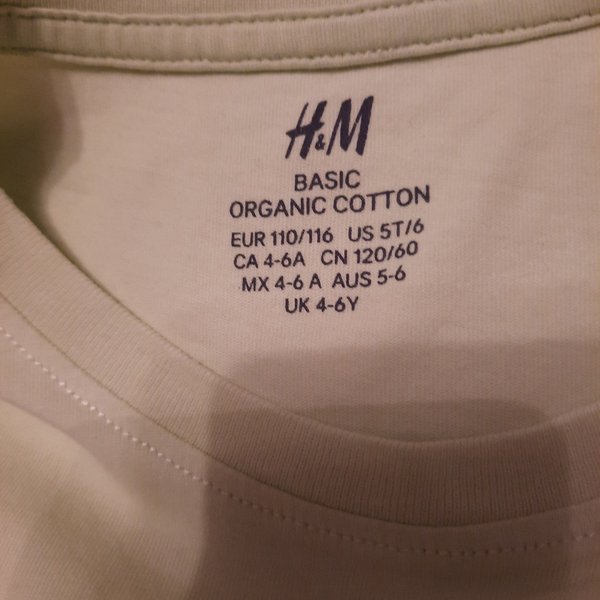 H&M
BASIC
ORGANIC COTTON
EUR 110/116 US 5T/6
CA 4-6A CN 120/60
MX 4-6 A AUS 5-6
UK 4-6Y